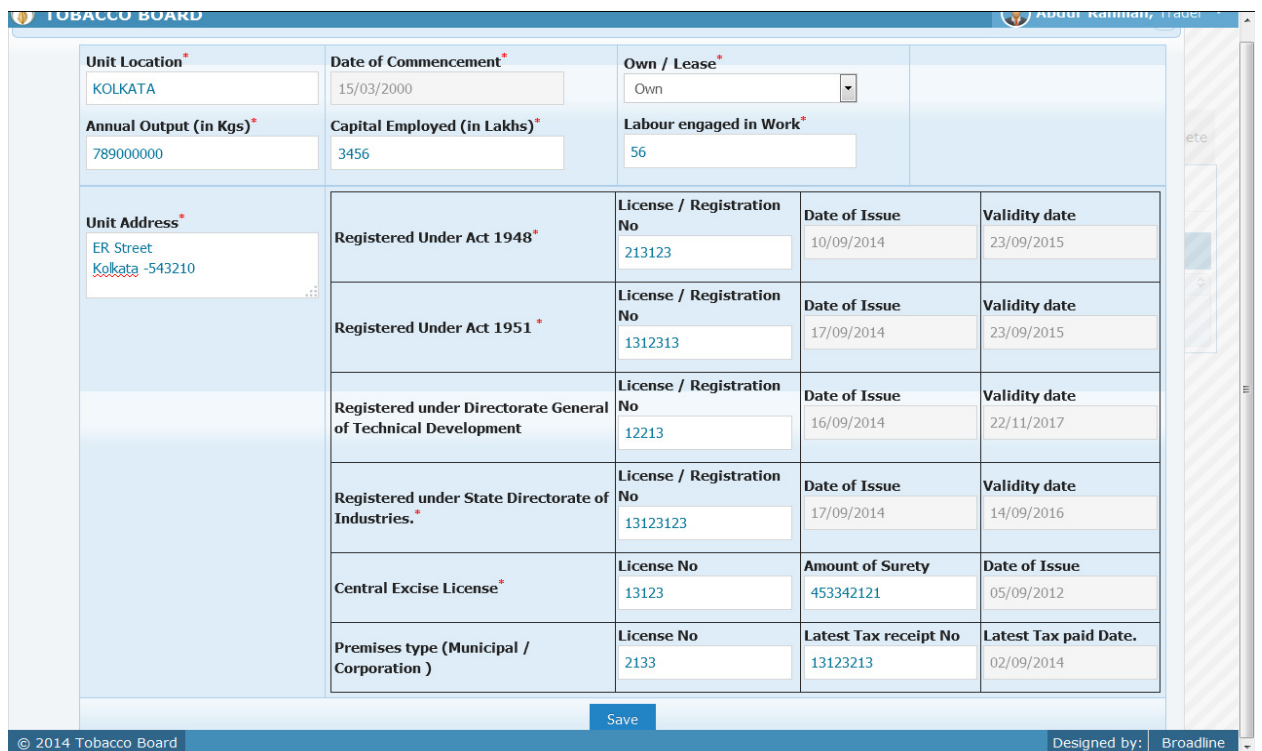 TOBACCO BOARD
Abdur Rahman, Trader
Unit Location*
Date of Commencement*
Own / Lease*
KOLKATA
15/03/2000
Own
Annual Output (in Kgs)*
Capital Employed (in Lakhs)*
Labour engaged in Work*
789000000
3456
56
ete
Unit Address*
ER Street
Kolkata -543210
Registered Under Act 1948*
License / Registration
No
213123
Date of Issue
10/09/2014
Validity date
23/09/2015
Registered Under Act 1951 *
License / Registration
No
1312313
Date of Issue
17/09/2014
Validity date
23/09/2015
Registered under Directorate General
of Technical Development
License / Registration
No
12213
Date of Issue
16/09/2014
Validity date
22/11/2017
Registered under State Directorate of
Industries.*
License / Registration
No
13123123
Date of Issue
17/09/2014
Validity date
14/09/2016
Central Excise License*
License No
13123
Amount of Surety
453342121
Date of Issue
05/09/2012
Premises type (Municipal /
Corporation )
License No
2133
Latest Tax receipt No
13123213
Latest Tax paid Date.
02/09/2014
Save
© 2014 Tobacco Board
Designed by: Broadline